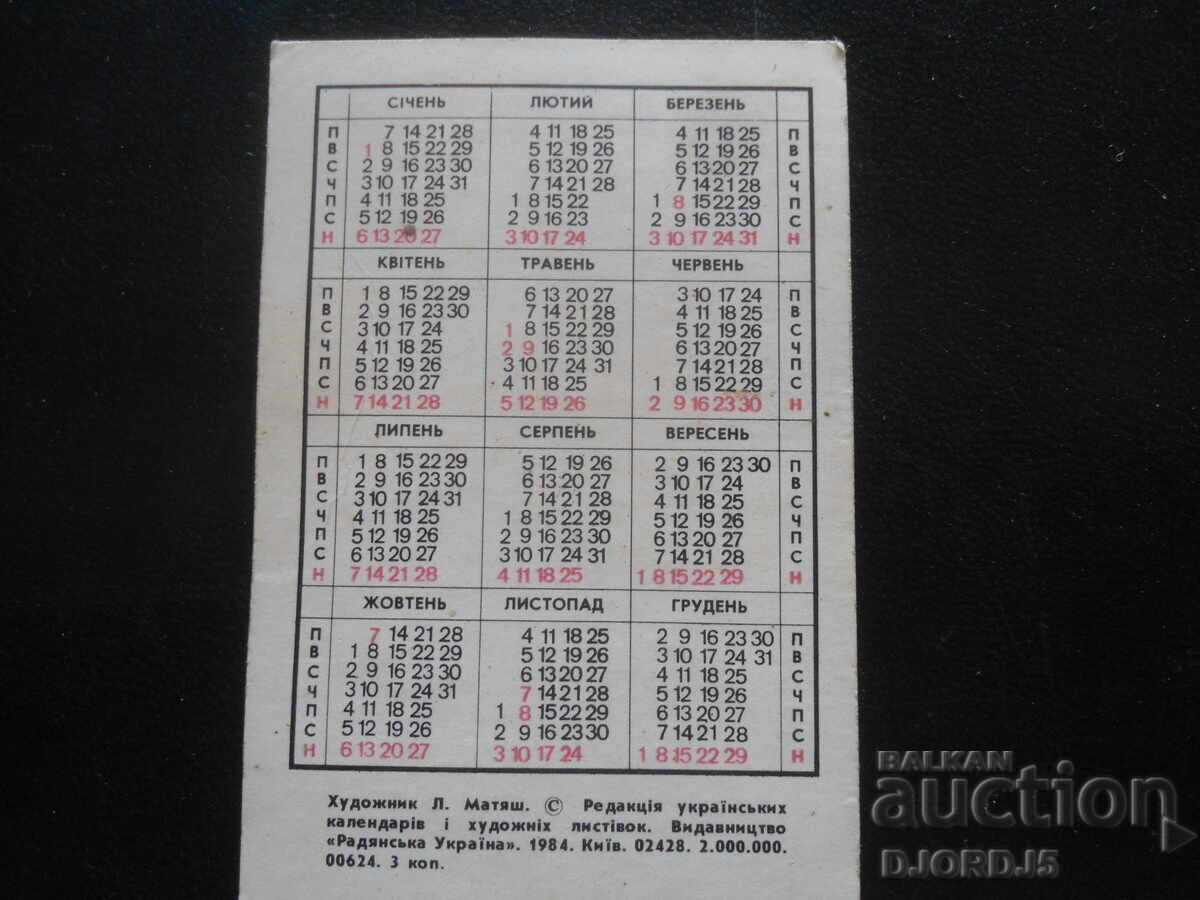 СІЧЕНЬ ЛЮТИЙ БЕРЕЗЕНЬ
П 7 14 21 28 4 11 18 25 4 11 18 25 П
В 1 8 15 22 29 5 12 19 26 5 12 19 26 В
С 2 9 16 23 30 6 13 20 27 6 13 20 27 С
Ч 3 10 17 24 31 7 14 21 28 7 14 21 28 Ч
П 4 11 18 25 1 8 15 22 1 8 15 22 29 П
С 5 12 19 26 2 9 16 23 2 9 16 23 30 С
Н 6 13 20 27 3 10 17 24 3 10 17 24 31 Н
КВІТЕНЬ ТРАВЕНЬ ЧЕРВЕНЬ
П 1 8 15 22 29 6 13 20 27 3 10 17 24 П
В 2 9 16 23 30 7 14 21 28 4 11 18 25 В
С 3 10 17 24 1 8 15 22 29 5 12 19 26 С
Ч 4 11 18 25 2 9 16 23 30 6 13 20 27 Ч
П 5 12 19 26 3 10 17 24 31 7 14 21 28 П
С 6 13 20 27 4 11 18 25 1 8 15 22 29 С
Н 7 14 21 28 5 12 19 26 2 9 16 23 30 Н
ЛИПЕНЬ СЕРПЕНЬ ВЕРЕСЕНЬ
П 1 8 15 22 29 5 12 19 26 2 9 16 23 30 П
В 2 9 16 23 30 6 13 20 27 3 10 17 24 В
С 3 10 17 24 31 7 14 21 28 4 11 18 25 С
Ч 4 11 18 25 1 8 15 22 29 5 12 19 26 Ч
П 5 12 19 26 2 9 16 23 30 6 13 20 27 П
С 6 13 20 27 3 10 17 24 31 7 14 21 28 С
Н 7 14 21 28 4 11 18 25 1 8 15 22 29 Н
ЖОВТЕНЬ ЛИСТОПАД ГРУДЕНЬ
П 7 14 21 28 4 11 18 25 2 9 16 23 30 П
В 1 8 15 22 29 5 12 19 26 3 10 17 24 31 В
С 2 9 16 23 30 6 13 20 27 4 11 18 25 С
Ч 3 10 17 24 31 7 14 21 28 5 12 19 26 Ч
П 4 11 18 25 1 8 15 22 29 6 13 20 27 П
С 5 12 19 26 2 9 16 23 30 7 14 21 28 С
Н 6 13 20 27 3 10 17 24 1 8 15 22 29 Н
Художник Л. Матяш. © Редакція українських
календарів і художніх листівок. Видавництво
«Радянська Україна». 1984. Київ. 02428. 2.000.000.
00624. 3 коп.
BALKAN
auction
DJORDJ5